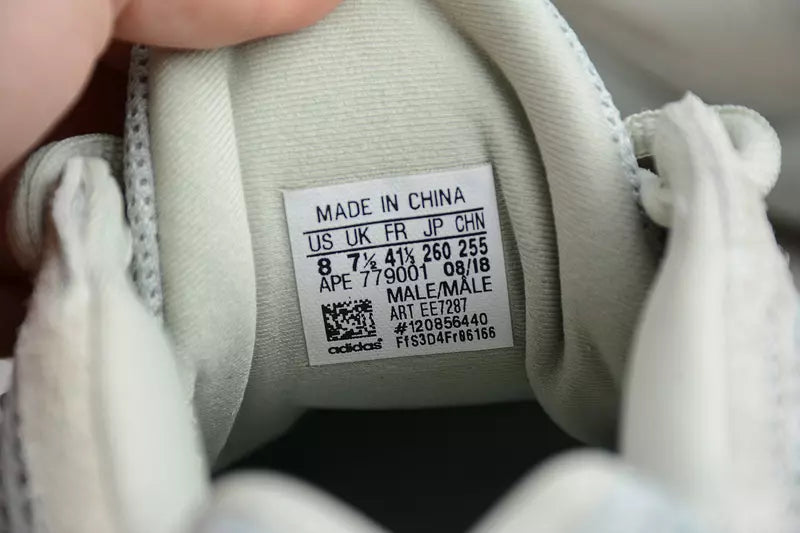 MADE IN CHINA
US UK FR JP CHN
8 7½ 41⅓ 260 255
APE 779001 08/18
MALE/MÂLE
ART EE7287
#120856440
FfS3D4Fr06166
adidas